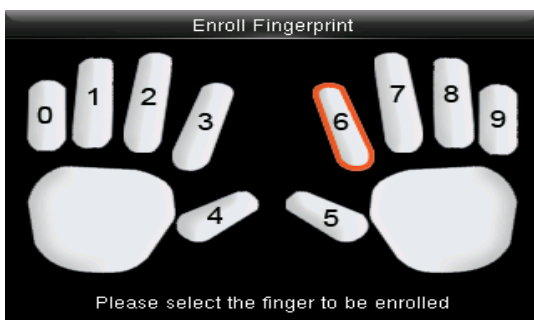 Enroll Fingerprint
0 1 2 3 6 7 8 9
4 5
Please select the finger to be enrolled